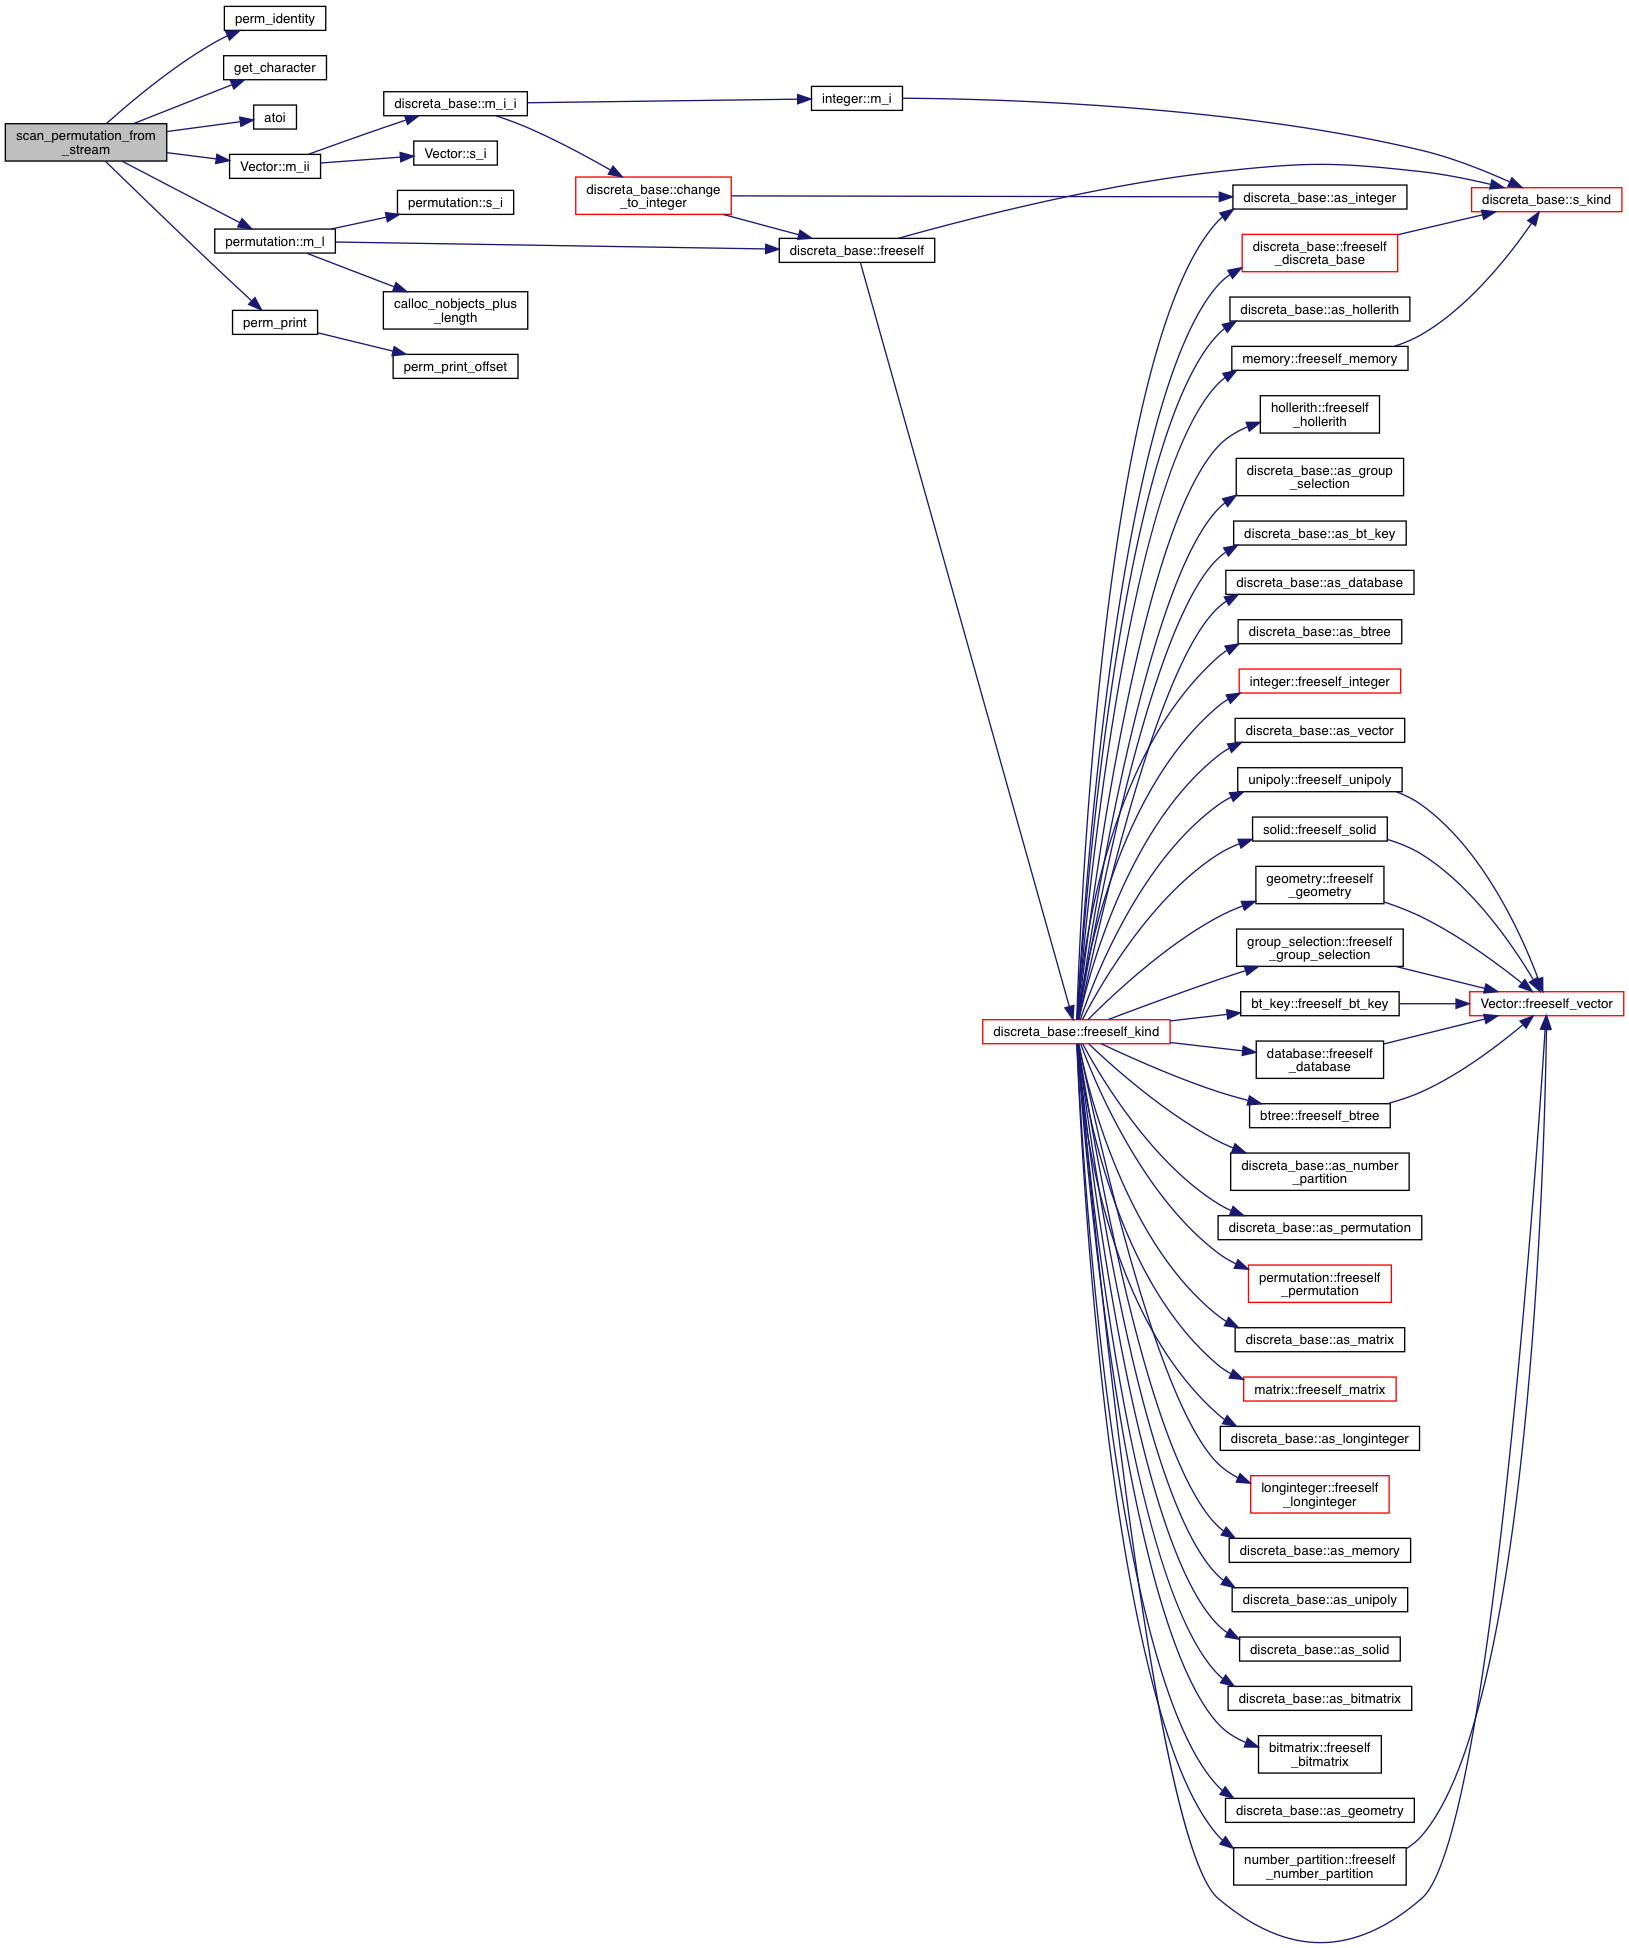 scan_permutation_from
_stream
perm_identity
get_character
atoi
Vector::m_ii
permutation::m_l
perm_print
discreta_base::m_i_i
Vector::s_i
permutation::s_i
calloc_nobjects_plus
_length
perm_print_offset
discreta_base::change
_to_integer
integer::m_i
discreta_base::freeself
discreta_base::freeself_kind
discreta_base::as_integer
discreta_base::freeself
_discreta_base
discreta_base::as_hollerith
memory::freeself_memory
hollerith::freeself
_hollerith
discreta_base::as_group
_selection
discreta_base::as_bt_key
discreta_base::as_database
discreta_base::as_btree
integer::freeself_integer
discreta_base::as_vector
unipoly::freeself_unipoly
solid::freeself_solid
geometry::freeself
_geometry
group_selection::freeself
_group_selection
bt_key::freeself_bt_key
database::freeself
_database
btree::freeself_btree
discreta_base::as_number
_partition
discreta_base::as_permutation
permutation::freeself
_permutation
discreta_base::as_matrix
matrix::freeself_matrix
discreta_base::as_longinteger
longinteger::freeself
_longinteger
discreta_base::as_memory
discreta_base::as_unipoly
discreta_base::as_solid
discreta_base::as_bitmatrix
bitmatrix::freeself
_bitmatrix
discreta_base::as_geometry
number_partition::freeself
_number_partition
discreta_base::s_kind
Vector::freeself_vector